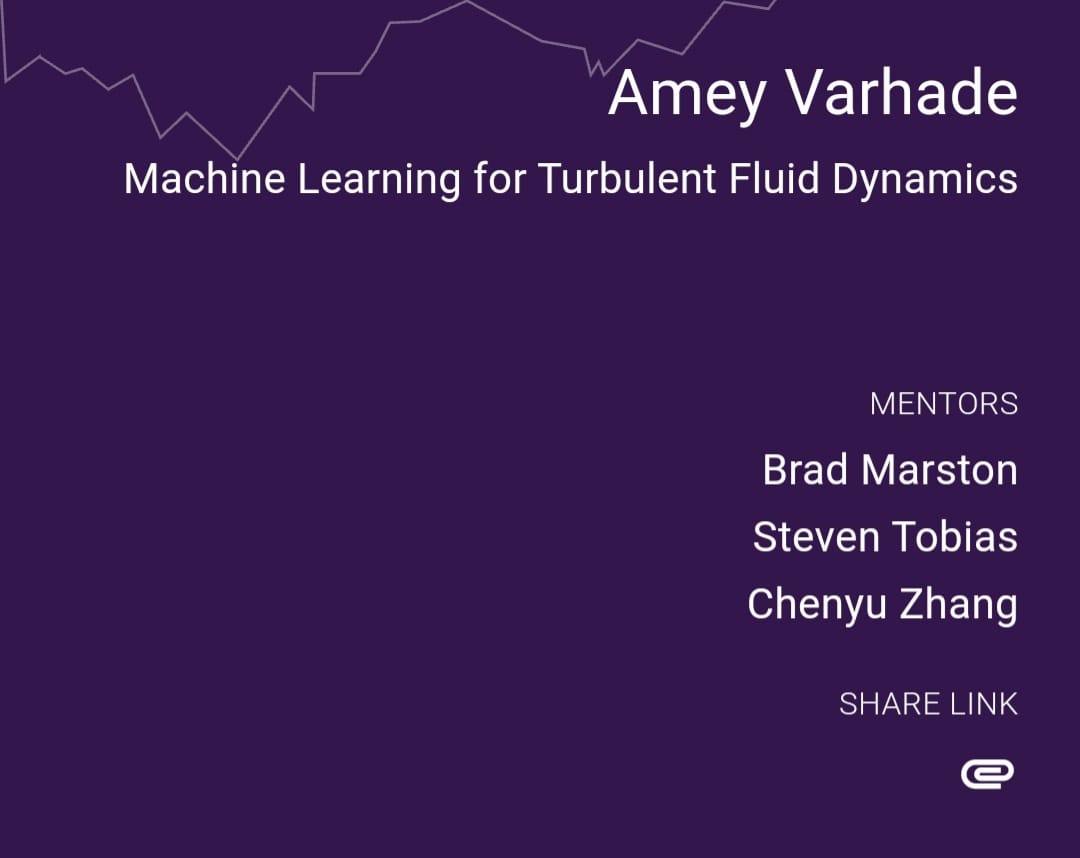 Amey Varhade
Machine Learning for Turbulent Fluid Dynamics
MENTORS
Brad Marston
Steven Tobias
Chenyu Zhang
SHARE LINK